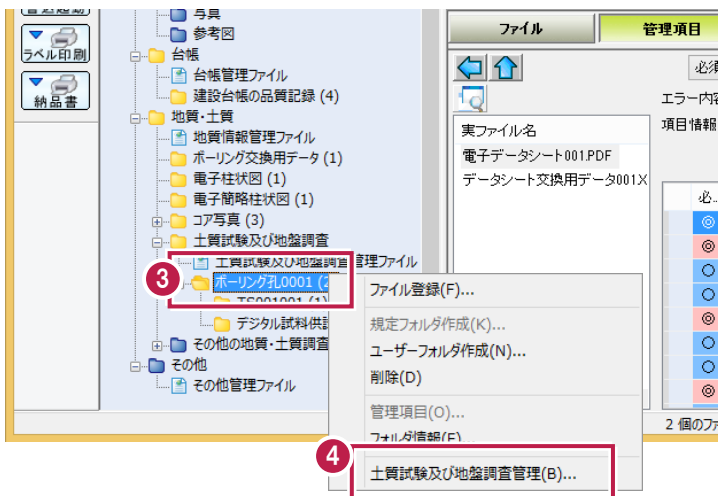 ラベル印刷
納品書
写真
参考図
台帳
台帳管理ファイル
建設台帳の品質記録 (4)
地質・土質
地質情報管理ファイル
ボーリング交換用データ (1)
電子柱状図 (1)
電子簡略柱状図 (1)
コア写真 (3)
土質試験及び地盤調査
土質試験及び地盤調査管理ファイル
3
ボーリング孔0001 (2
TS001001 (1)
デジタル試料供
その他の地質・土質調査
その他
その他管理ファイル
ファイル
管理項目
必須
エラー内容
項目情報
実ファイル名
電子データシート001.PDF
データシート交換用データ001X
必...
ファイル登録(F)...
規定フォルダ作成(K)...
ユーザーフォルダ作成(N)...
削除(D)
管理項目(O)...
フォルダ情報(E)...
4
土質試験及び地盤調査管理(B)...
2 個のファ